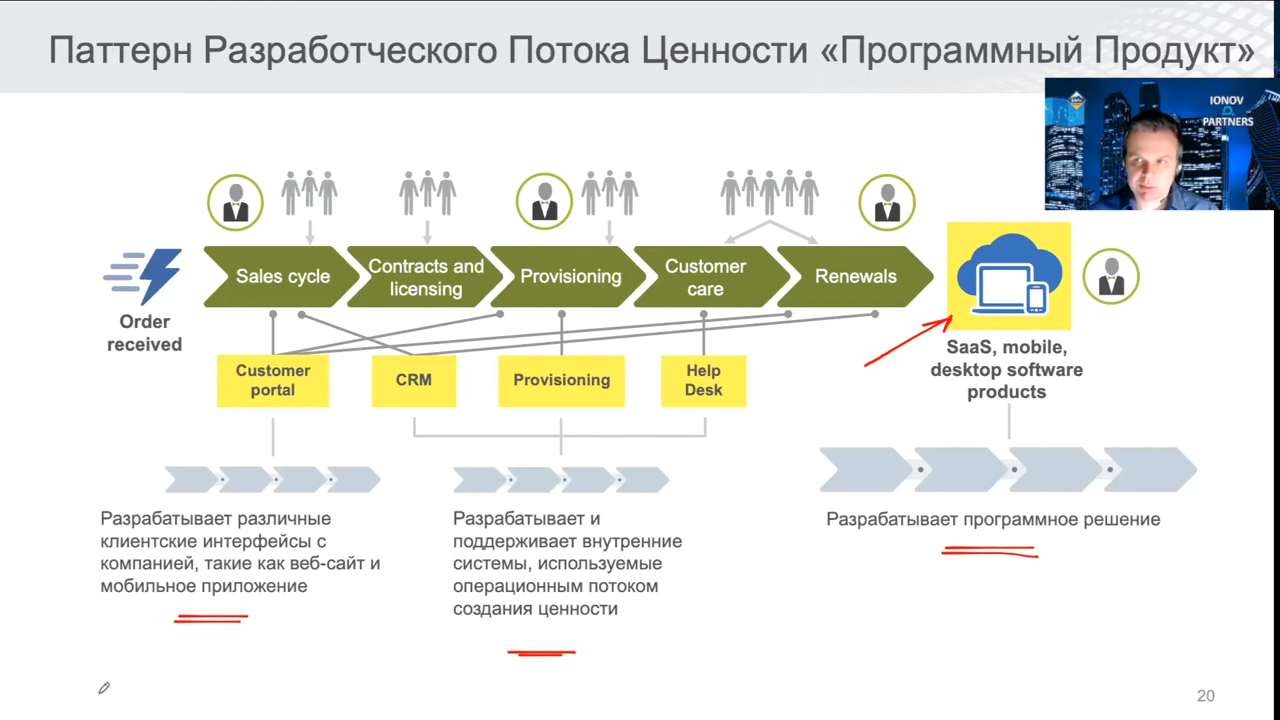 Паттерн Разработческого Потока Ценности «Программный Продукт»
IONOV
PARTNERS
Order
received
Sales cycle
Contracts and
licensing
Provisioning
Customer
care
Renewals
Customer
portal
CRM
Provisioning
Help
Desk
SaaS, mobile,
desktop software
products
Разрабатывает различные
клиентские интерфейсы с
компанией, такие как веб-сайт и
мобильное приложение
Разрабатывает и
поддерживает внутренние
системы, используемые
операционным потоком
создания ценности
Разрабатывает программное решение
20